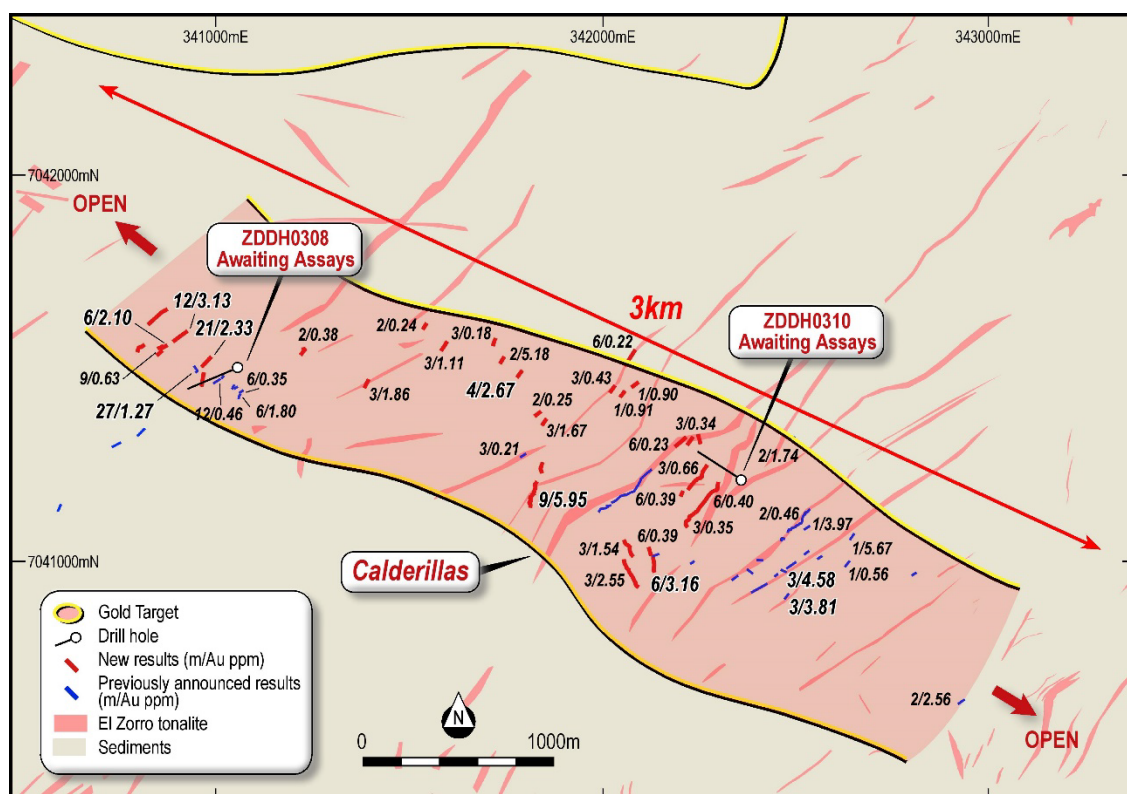 341000mE
342000mE
343000mE
7042000mN
OPEN
ZDDH0308
Awaiting Assays
3km
ZDDH0310
Awaiting Assays
12/3.13
6/2.10
21/2.33
9/0.63
27/1.27
12/0.46
6/0.35
6/1.80
2/0.38
2/0.24
3/0.18
3/1.11
2/5.18
3/1.86
4/2.67
6/0.22
3/0.43
1/0.90
1/0.91
2/0.25
3/1.67
3/0.34
6/0.23
2/1.74
3/0.21
3/0.66
9/5.95
6/0.39
6/0.40
3/0.35
2/0.46
1/3.97
6/0.39
3/1.54
1/5.67
3/2.55
6/3.16
3/4.58
1/0.56
3/3.81
7041000mN
Calderillas
2/2.56
OPEN
Gold Target
Drill hole
New results (m/Au ppm)
Previously announced results
(m/Au ppm)
El Zorro tonalite
Sediments
N
0
1000m